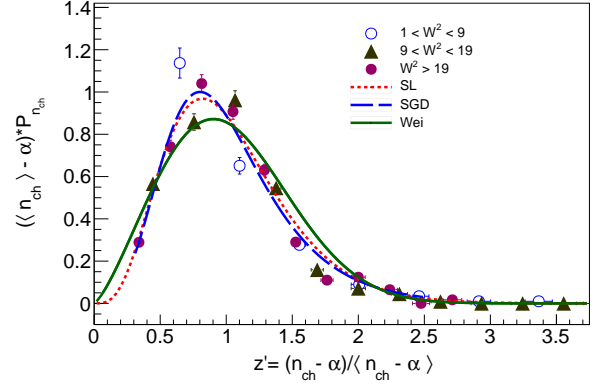 1.4
1.2
1
0.8
0.6
0.4
0.2
0
0 0.5 1 1.5 2 2.5 3 3.5
(⟨ n_ch ⟩ - α)*P_n_ch
z'= (n_ch - α)/⟨ n_ch - α ⟩
1 < W² < 9
9 < W² < 19
W² > 19
SL
SGD
Wei